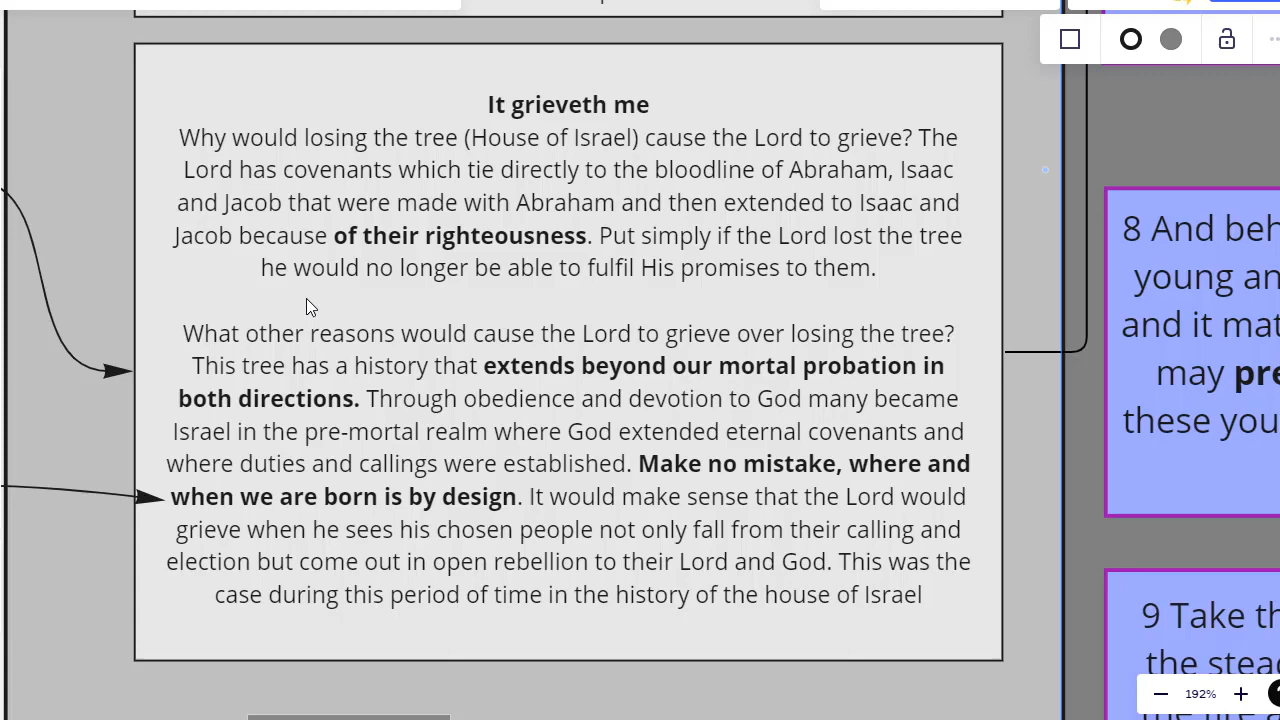 It grieveth me
Why would losing the tree (House of Israel) cause the Lord to grieve? The
Lord has covenants which tie directly to the bloodline of Abraham, Isaac
and Jacob that were made with Abraham and then extended to Isaac and
Jacob because of their righteousness. Put simply if the Lord lost the tree
he would no longer be able to fulfil His promises to them.
What other reasons would cause the Lord to grieve over losing the tree?
This tree has a history that extends beyond our mortal probation in
both directions. Through obedience and devotion to God many became
Israel in the pre-mortal realm where God extended eternal covenants and
where duties and callings were established. Make no mistake, where and
when we are born is by design. It would make sense that the Lord would
grieve when he sees his chosen people not only fall from their calling and
election but come out in open rebellion to their Lord and God. This was the
case during this period of time in the history of the house of Israel
8 And beh
young an
and it mat
may pre
these you
9 Take th
the stea
192%